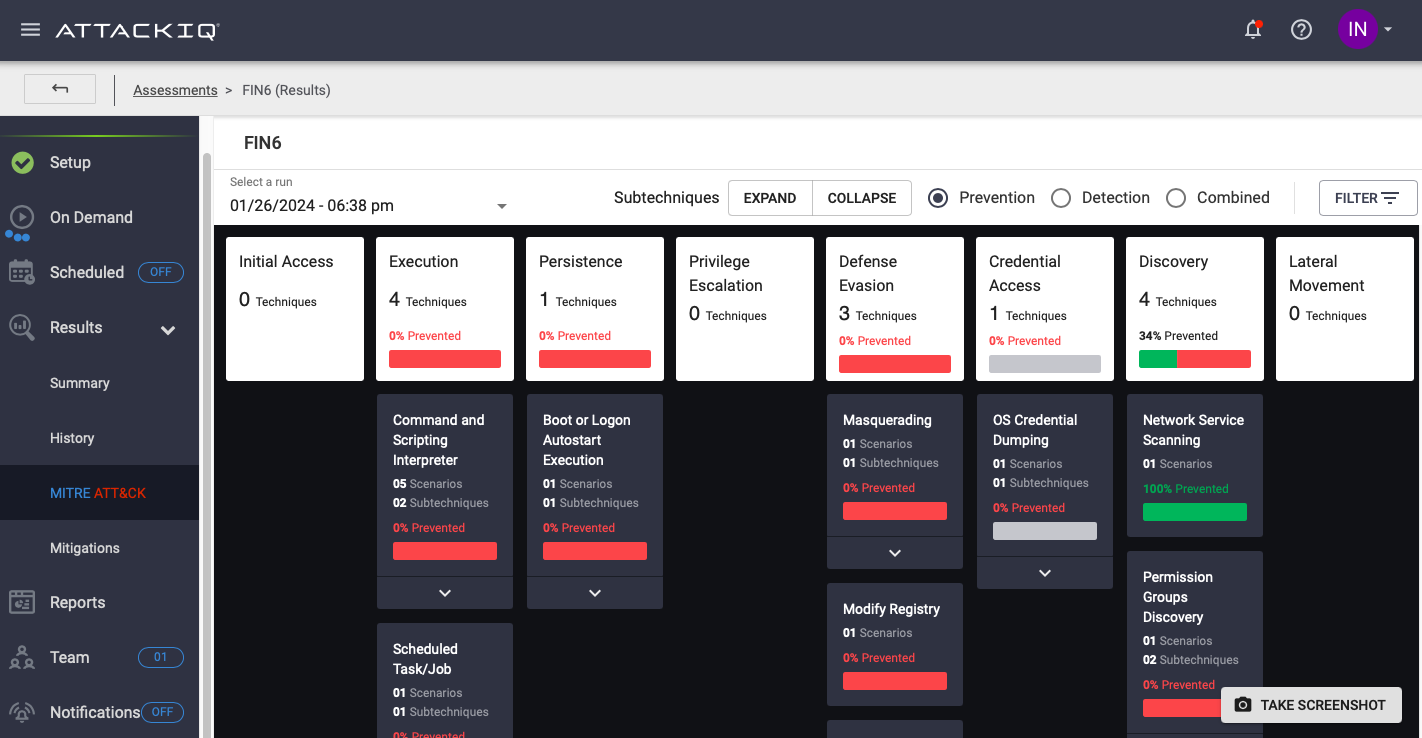 ATTACKIQ
IN
Assessments > FIN6 (Results)
Setup
On Demand
Scheduled OFF
Results
Summary
History
MITRE ATT&CK
Mitigations
Reports
Team 01
Notifications OFF
FIN6
Select a run
01/26/2024 - 06:38 pm
Subtechniques EXPAND COLLAPSE Prevention Detection Combined FILTER
Initial Access
0 Techniques
Execution
4 Techniques
0% Prevented
Persistence
1 Techniques
0% Prevented
Privilege
Escalation
0 Techniques
Defense
Evasion
3 Techniques
0% Prevented
Credential
Access
1 Techniques
0% Prevented
Discovery
4 Techniques
34% Prevented
Lateral
Movement
0 Techniques
Command and
Scripting
Interpreter
05 Scenarios
02 Subtechniques
0% Prevented
Scheduled
Task/Job
01 Scenarios
01 Subtechniques
0% Prevented
Boot or Logon
Autostart
Execution
01 Scenarios
01 Subtechniques
0% Prevented
Masquerading
01 Scenarios
01 Subtechniques
0% Prevented
Modify Registry
01 Scenarios
0% Prevented
OS Credential
Dumping
01 Scenarios
01 Subtechniques
0% Prevented
Network Service
Scanning
01 Scenarios
100% Prevented
Permission
Groups
Discovery
01 Scenarios
02 Subtechniques
0% Prevented
TAKE SCREENSHOT